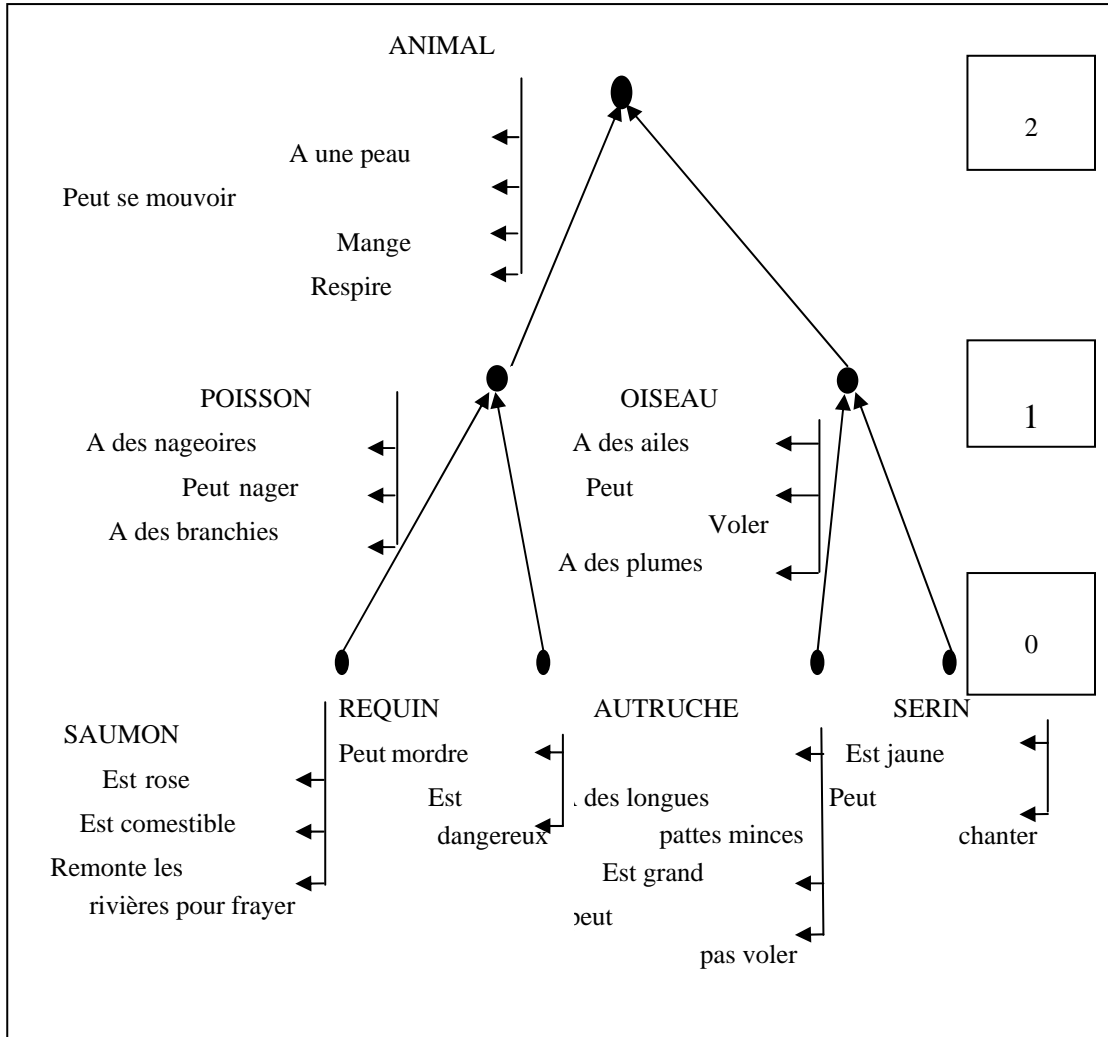 ANIMAL
2
A une peau
Peut se mouvoir
Mange
Respire
POISSON
A des nageoires
Peut nager
A des branchies
OISEAU
A des ailes
Peut
Voler
A des plumes
1
0
SAUMON
Est rose
Est comestible
Remonte les
rivières pour frayer
REQUIN
Peut mordre
Est
dangereux
AUTRUCHE
des longues
pattes minces
Est grand
peut
pas voler
SERIN
Est jaune
Peut
chanter